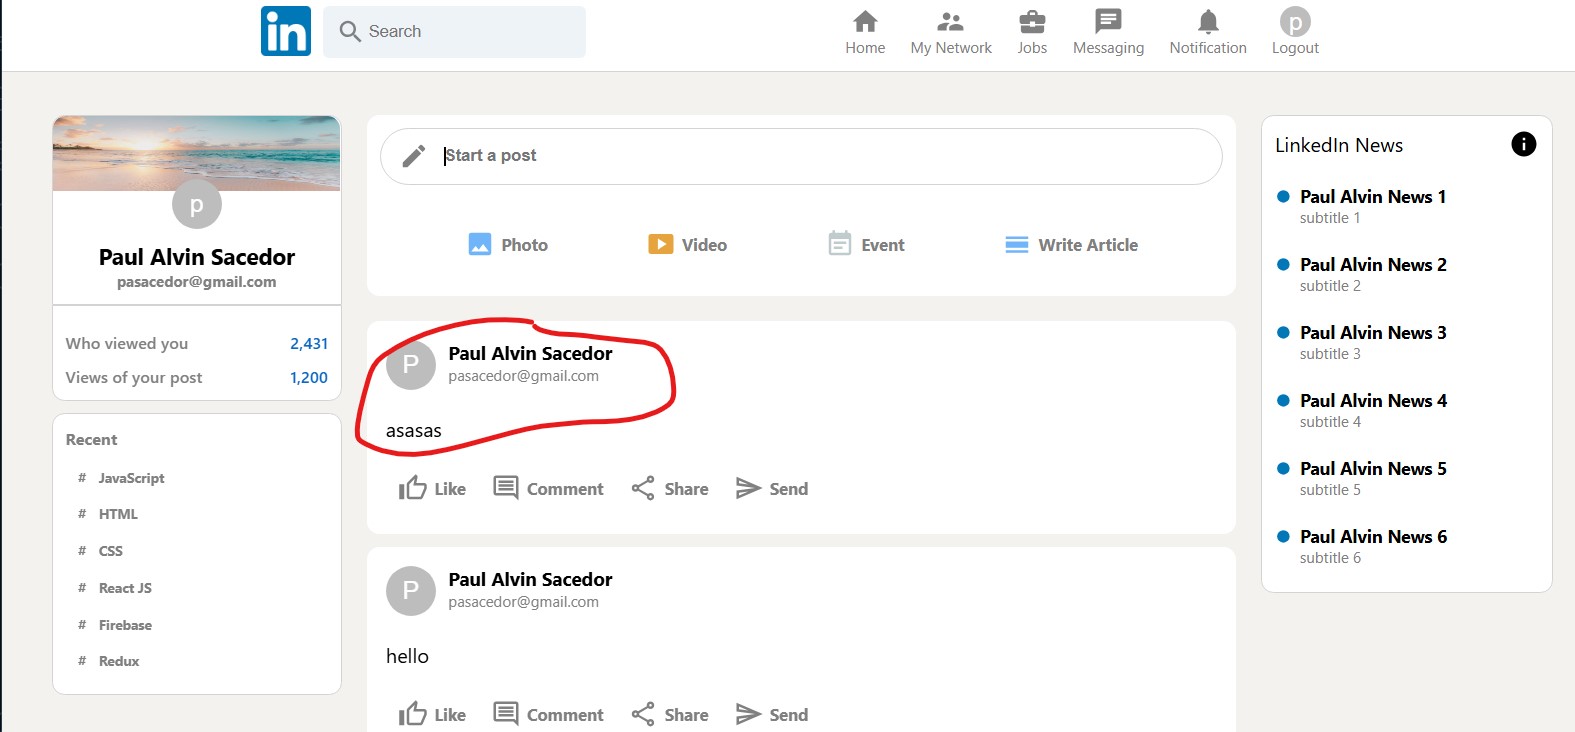 in
Search
Home
My Network
Jobs
Messaging
Notification
p
Logout
p
Paul Alvin Sacedor
pasacedor@gmail.com
Who viewed you 2,431
Views of your post 1,200
Recent
# JavaScript
# HTML
# CSS
# React JS
# Firebase
# Redux
Start a post
Photo
Video
Event
Write Article
P
Paul Alvin Sacedor
pasacedor@gmail.com
asasas
Like
Comment
Share
Send
P
Paul Alvin Sacedor
pasacedor@gmail.com
hello
Like
Comment
Share
Send
LinkedIn News
Paul Alvin News 1
subtitle 1
Paul Alvin News 2
subtitle 2
Paul Alvin News 3
subtitle 3
Paul Alvin News 4
subtitle 4
Paul Alvin News 5
subtitle 5
Paul Alvin News 6
subtitle 6